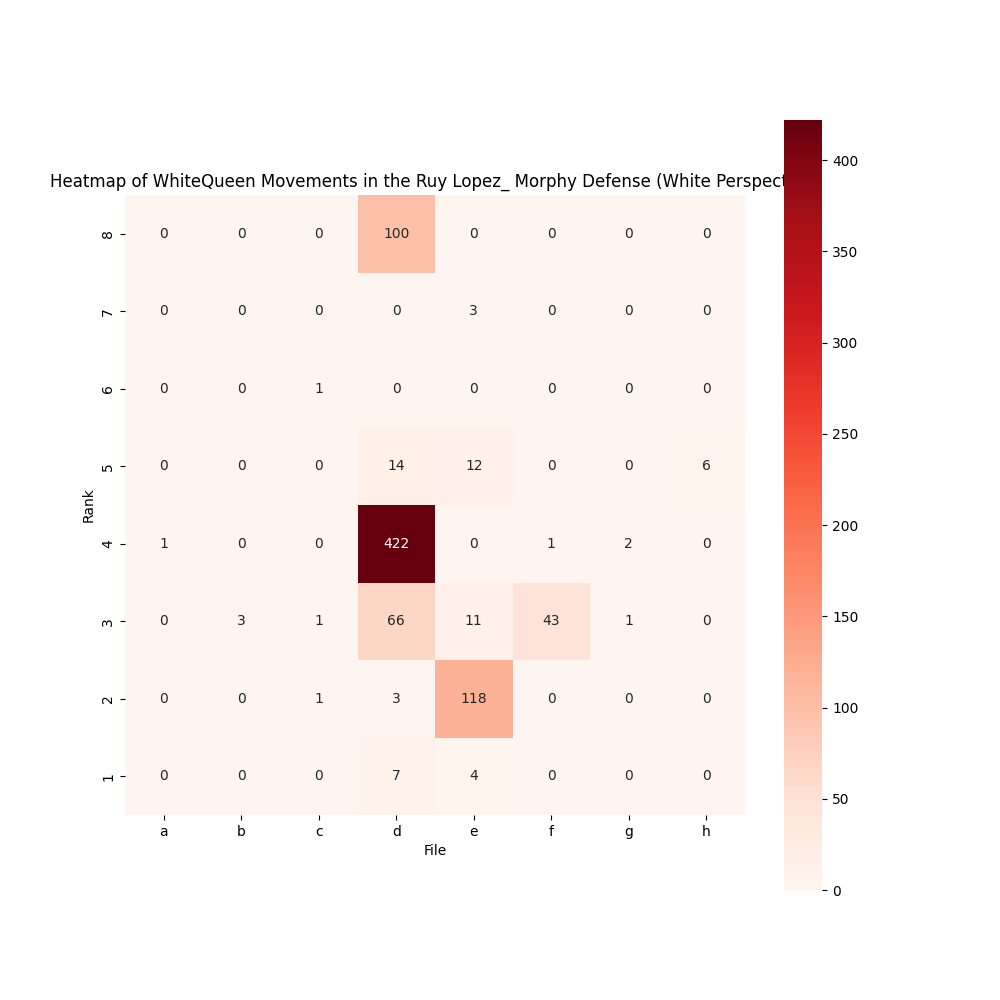 Heatmap of WhiteQueen Movements in the Ruy Lopez_ Morphy Defense (White Perspect
8 0 0 0 100 0 0 0 0
7 0 0 0 0 3 0 0 0
6 0 0 1 0 0 0 0 0
5 0 0 0 14 12 0 0 6
4 1 0 0 422 0 1 2 0
3 0 3 1 66 11 43 1 0
2 0 0 1 3 118 0 0 0
1 0 0 0 7 4 0 0 0
a b c d e f g h
File
Rank
400
350
300
250
200
150
100
50
0